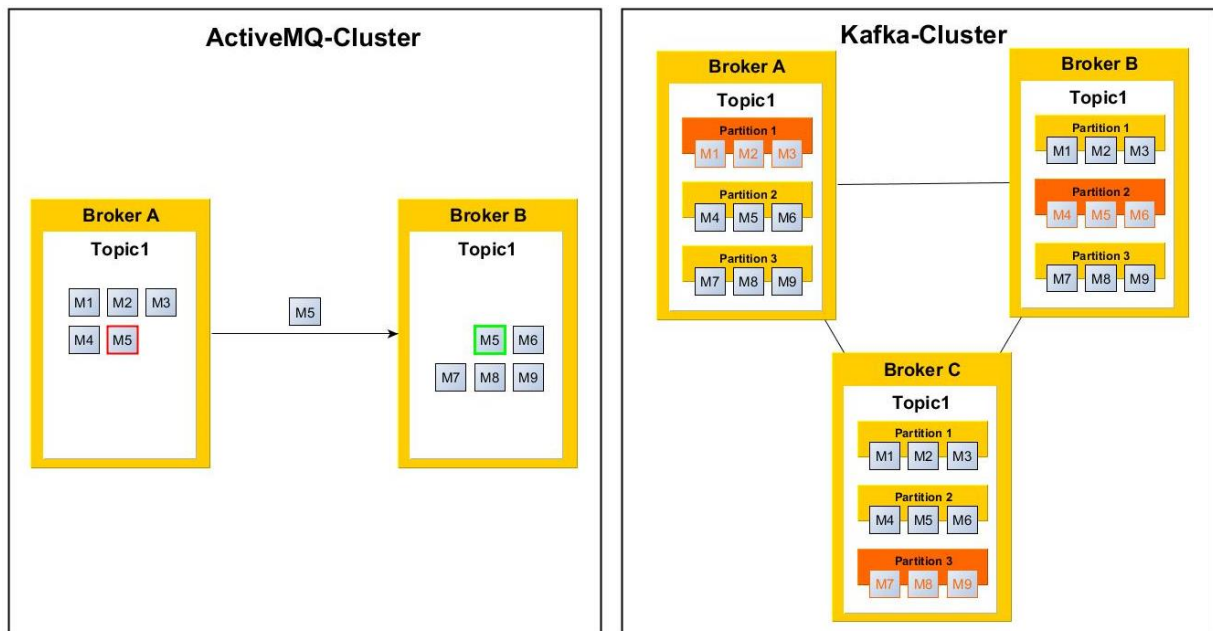 ActiveMQ-Cluster
Broker A
Topic1
M1 M2 M3
M4 M5
M5
Broker B
Topic1
M5 M6
M7 M8 M9
Kafka-Cluster
Broker A
Topic1
Partition 1
M1 M2 M3
Partition 2
M4 M5 M6
Partition 3
M7 M8 M9
Broker B
Topic1
Partition 1
M1 M2 M3
Partition 2
M4 M5 M6
Partition 3
M7 M8 M9
Broker C
Topic1
Partition 1
M1 M2 M3
Partition 2
M4 M5 M6
Partition 3
M7 M8 M9